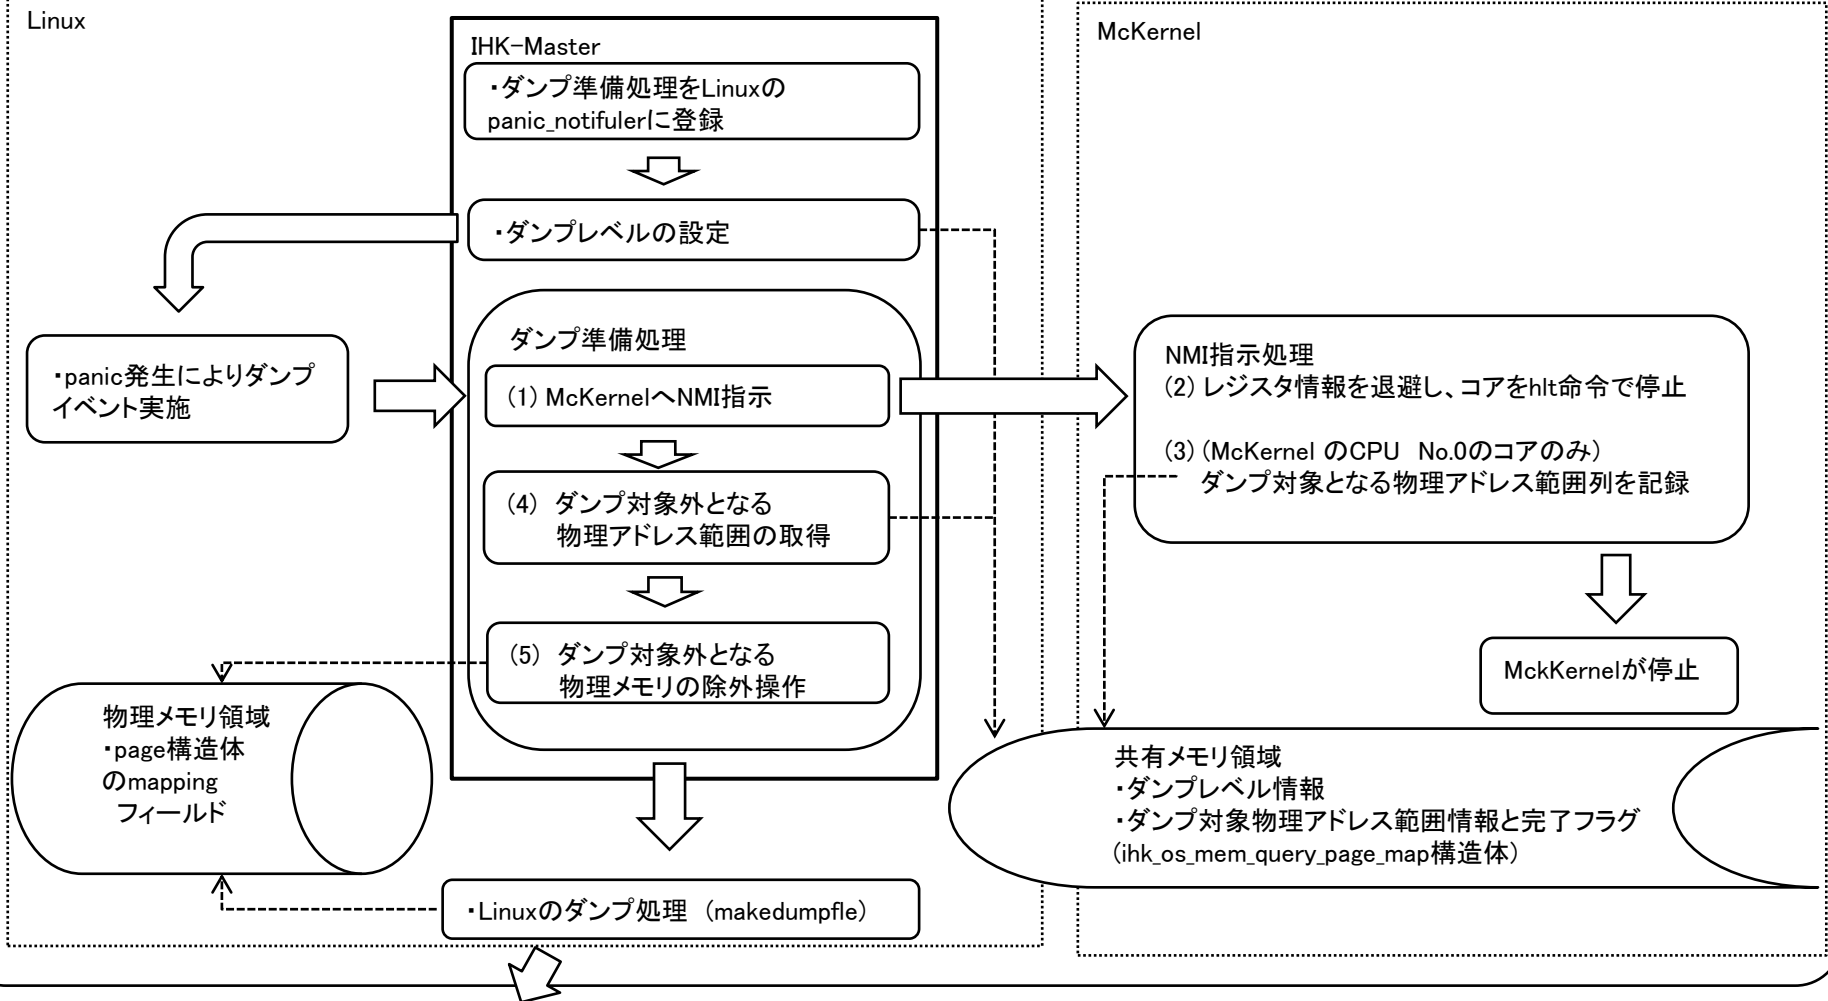 Linux
IHK-Master
・ダンプ準備処理をLinuxの
panic_notifulerに登録
・ダンプレベルの設定
・panic発生によりダンプ
イベント実施
ダンプ準備処理
(1) McKernelへNMI指示
(4) ダンプ対象外となる
物理アドレス範囲の取得
(5) ダンプ対象外となる
物理メモリの除外操作
物理メモリ領域
・page構造体
のmapping
フィールド
・Linuxのダンプ処理 (makedumpfle)
McKernel
NMI指示処理
(2) レジスタ情報を退避し、コアをhlt命令で停止
(3) (McKernel のCPU No.0のコアのみ)
ダンプ対象となる物理アドレス範囲列を記録
MckKernelが停止
共有メモリ領域
・ダンプレベル情報
・ダンプ対象物理アドレス範囲情報と完了フラグ
(ihk_os_mem_query_page_map構造体)